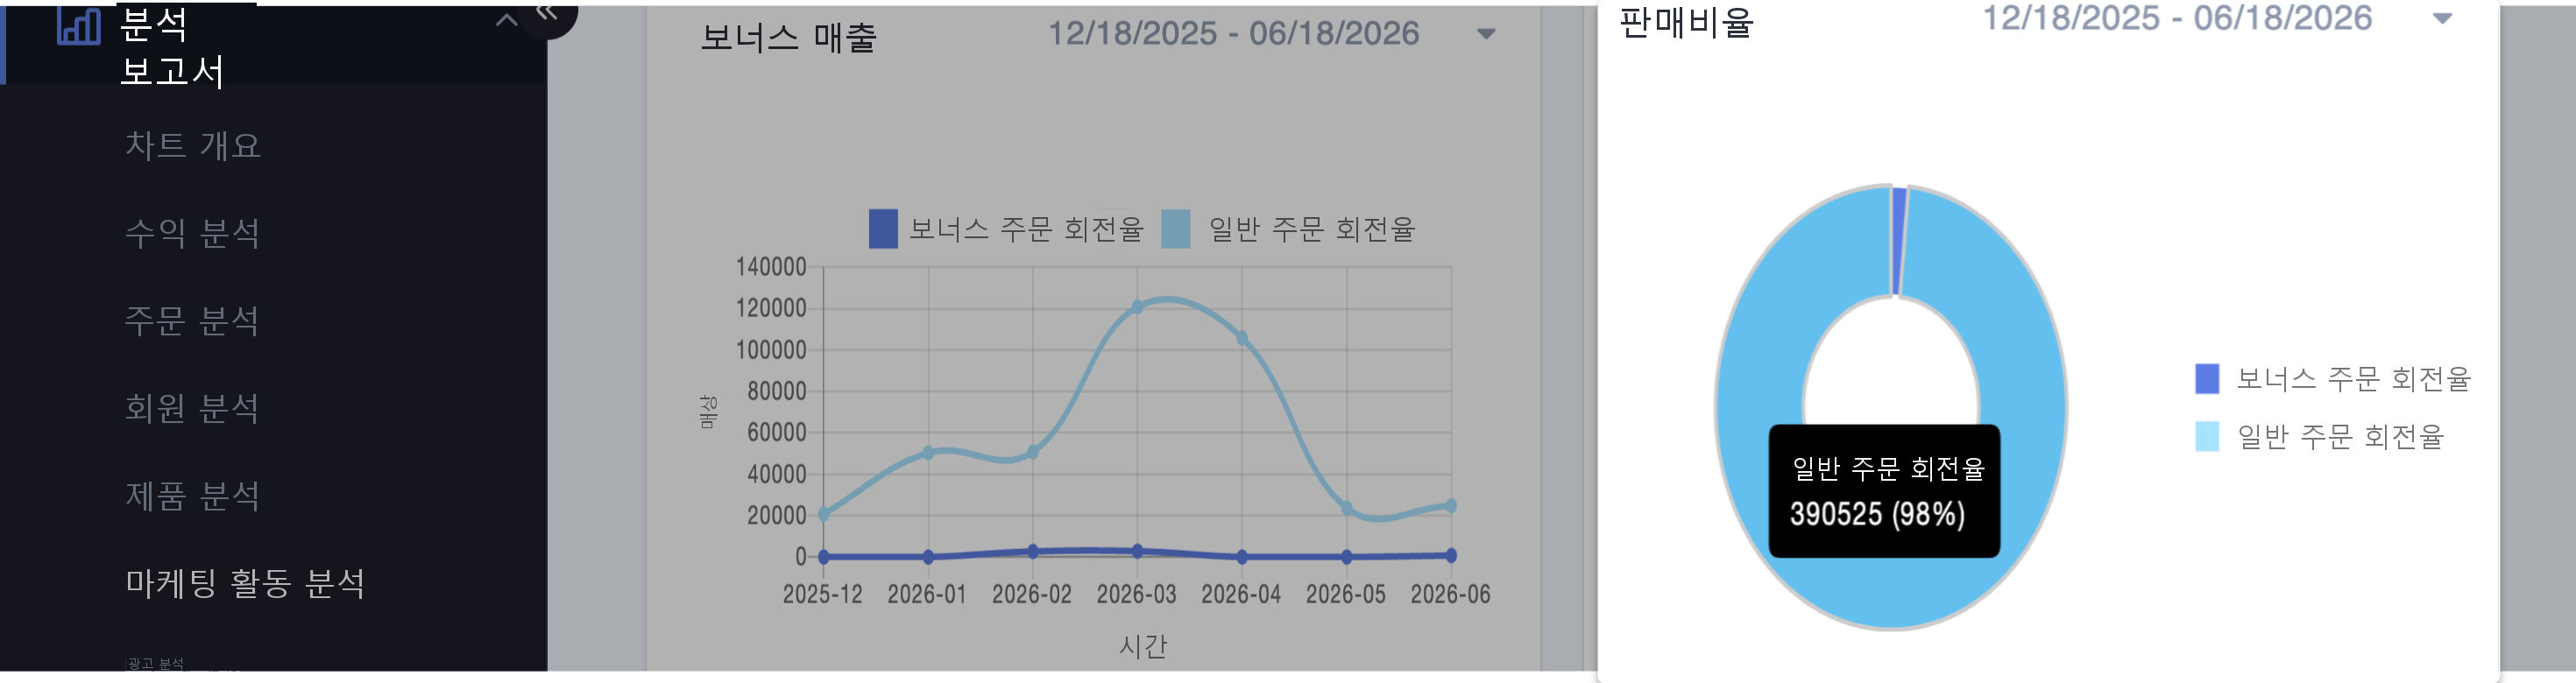 분석
보고서
차트 개요
수익 분석
주문 분석
회원 분석
제품 분석
마케팅 활동 분석
광고 분석
보너스 매출
12/18/2025 - 06/18/2026
보너스 주문 회전율
일반 주문 회전율
140000
120000
100000
80000
60000
40000
20000
0
매상
2025-12 2026-01 2026-02 2026-03 2026-04 2026-05 2026-06
시간
판매비율
12/18/2025 - 06/18/2026
보너스 주문 회전율
일반 주문 회전율
일반 주문 회전율
390525 (98%)